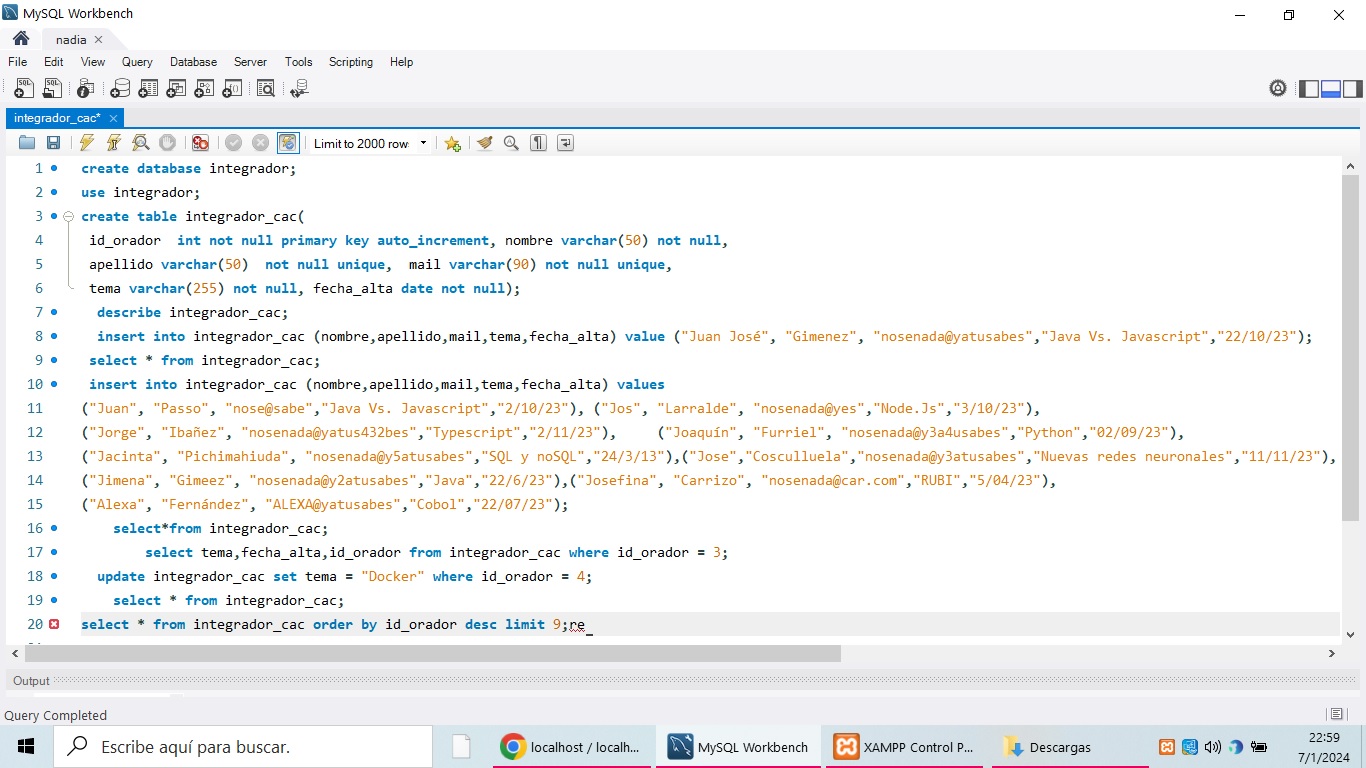 MySQL Workbench
nadia
File Edit View Query Database Server Tools Scripting Help
integrador_cac*
Limit to 2000 row
1 create database integrador;
2 use integrador;
3 create table integrador_cac(
4 id_orador int not null primary key auto_increment, nombre varchar(50) not null,
5 apellido varchar(50) not null unique, mail varchar(90) not null unique,
6 tema varchar(255) not null, fecha_alta date not null);
7 describe integrador_cac;
8 insert into integrador_cac (nombre,apellido,mail,tema,fecha_alta) value ("Juan José", "Gimenez", "nosenada@yatusabes","Java Vs. Javascript","22/10/23");
9 select * from integrador_cac;
10 insert into integrador_cac (nombre,apellido,mail,tema,fecha_alta) values
11 ("Juan", "Passo", "nose@sabe","Java Vs. Javascript","2/10/23"), ("Jos", "Larralde", "nosenada@yes","Node.Js","3/10/23"),
12 ("Jorge", "Ibañez", "nosenada@yatus432bes","Typescript","2/11/23"), ("Joaquín", "Furriel", "nosenada@y3a4usabes","Python","02/09/23"),
13 ("Jacinta", "Pichimahiuda", "nosenada@y5atusabes","SQL y noSQL","24/3/13"),("Jose","Cosculluela","nosenada@y3atusabes","Nuevas redes neuronales","11/11/23"),
14 ("Jimena", "Gimeez", "nosenada@y2atusabes","Java","22/6/23"),("Josefina", "Carrizo", "nosenada@car.com","RUBI","5/04/23"),
15 ("Alexa", "Fernández", "ALEXA@yatusabes","Cobol","22/07/23");
16 select*from integrador_cac;
17 select tema,fecha_alta,id_orador from integrador_cac where id_orador = 3;
18 update integrador_cac set tema = "Docker" where id_orador = 4;
19 select * from integrador_cac;
20 select * from integrador_cac order by id_orador desc limit 9;re
Output
Query Completed
Escribe aquí para buscar.
localhost / localh...
MySQL Workbench
XAMPP Control P...
Descargas
22:59
7/1/2024